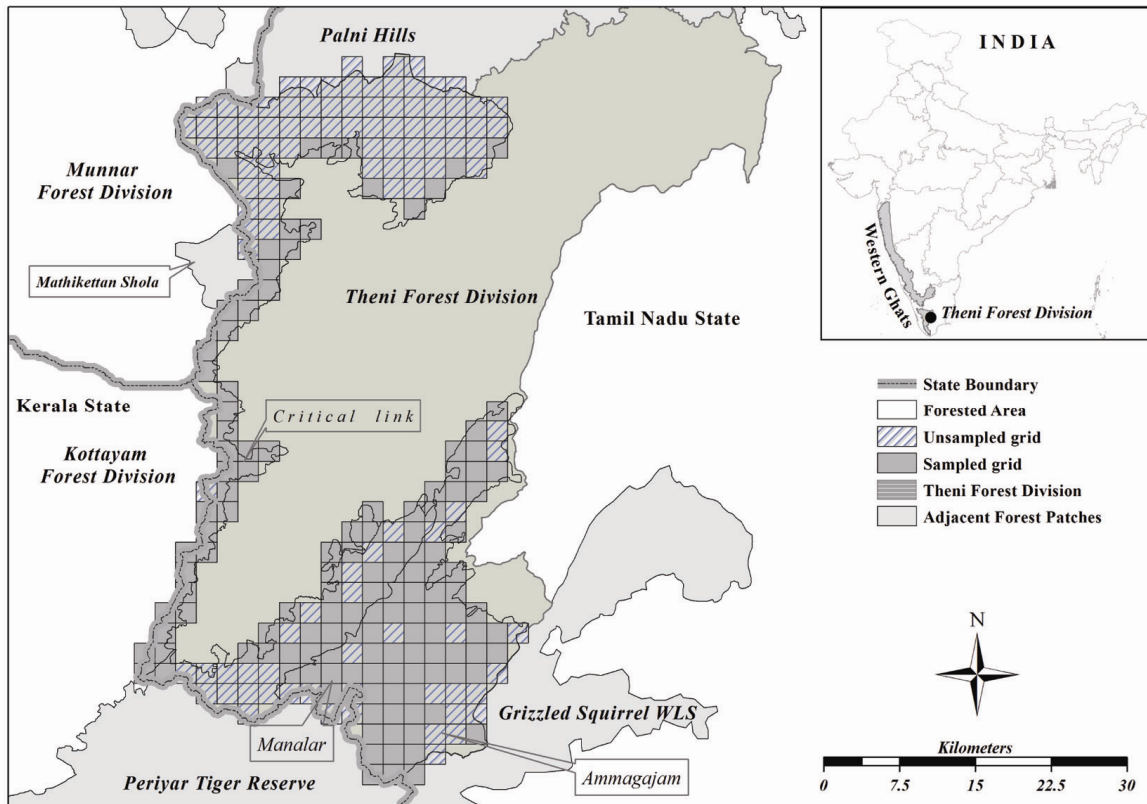 Palni Hills
INDIA
Munnar
Forest Division
Western Ghats
Mathikettan Shola
Theni Forest Division
Tamil Nadu State
Theni Forest Division
State Boundary
Kerala State
Critical link
Forested Area
Kottayam
Forest Division
Unsampled grid
Sampled grid
Theni Forest Division
Adjacent Forest Patches
N
Grizzled Squirrel WLS
Manalar
Kilometers
Periyar Tiger Reserve
Ammagajam
0 3.75 7.5 15 22.5 30